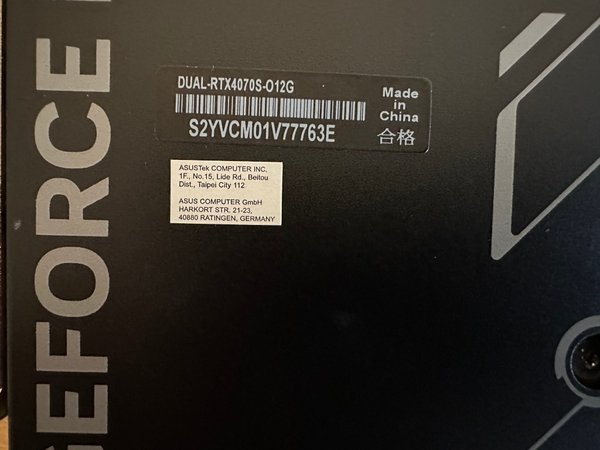 GEFORCE
DUAL-RTX4070S-O12G
S2YVCM01V77763E
Made
in
China
合格
ASUSTek COMPUTER INC,
1F., No.15, Lide Rd., Beitou
Dist., Taipei City 112
ASUS COMPUTER GmbH
HARKORT STR. 21-23,
40880 RATINGEN, GERMANY